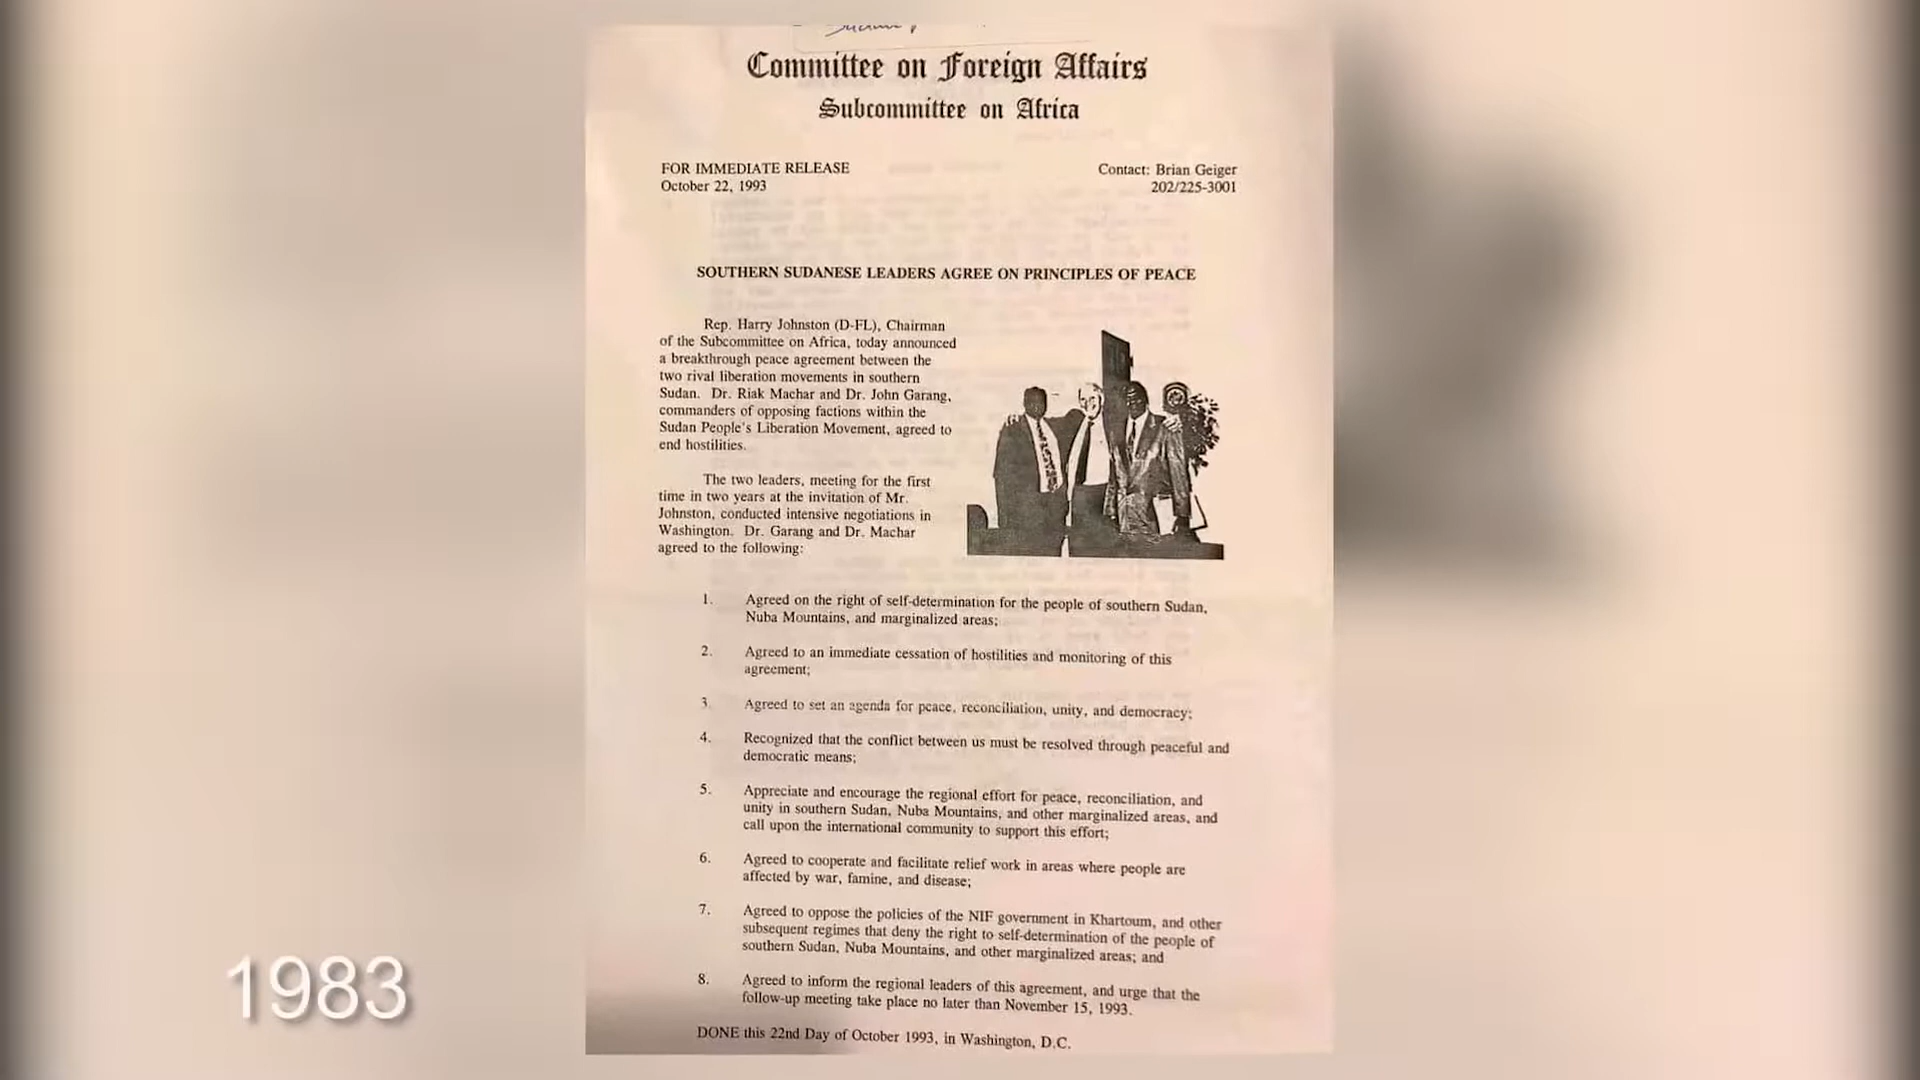 Committee on Foreign Affairs
Subcommittee on Africa
FOR IMMEDIATE RELEASE
October 22, 1993
Contact: Brian Geiger
202/225-3001
SOUTHERN SUDANESE LEADERS AGREE ON PRINCIPLES OF PEACE
Rep. Harry Johnston (D-FL), Chairman
of the Subcommittee on Africa, today announced
a breakthrough peace agreement between the
two rival liberation movements in southern
Sudan. Dr. Riak Machar and Dr. John Garang,
commanders of opposing factions within the
Sudan People's Liberation Movement, agreed to
end hostilities.
The two leaders, meeting for the first
time in two years at the invitation of Mr.
Johnston, conducted intensive negotiations in
Washington. Dr. Garang and Dr. Machar
agreed to the following:
1. Agreed on the right of self-determination for the people of southern Sudan,
Nuba Mountains, and marginalized areas;
2. Agreed to an immediate cessation of hostilities and monitoring of this
agreement;
3. Agreed to set an agenda for peace, reconciliation, unity, and democracy;
4. Recognized that the conflict between us must be resolved through peaceful and
democratic means;
5. Appreciate and encourage the regional effort for peace, reconciliation, and
unity in southern Sudan, Nuba Mountains, and other marginalized areas, and
call upon the international community to support this effort;
6. Agreed to cooperate and facilitate relief work in areas where people are
affected by war, famine, and disease;
7. Agreed to oppose the policies of the NIF government in Khartoum, and other
subsequent regimes that deny the right to self-determination of the people of
southern Sudan, Nuba Mountains, and other marginalized areas; and
8. Agreed to inform the regional leaders of this agreement, and urge that the
follow-up meeting take place no later than November 15, 1993.
DONE this 22nd Day of October 1993, in Washington, D.C.
1983